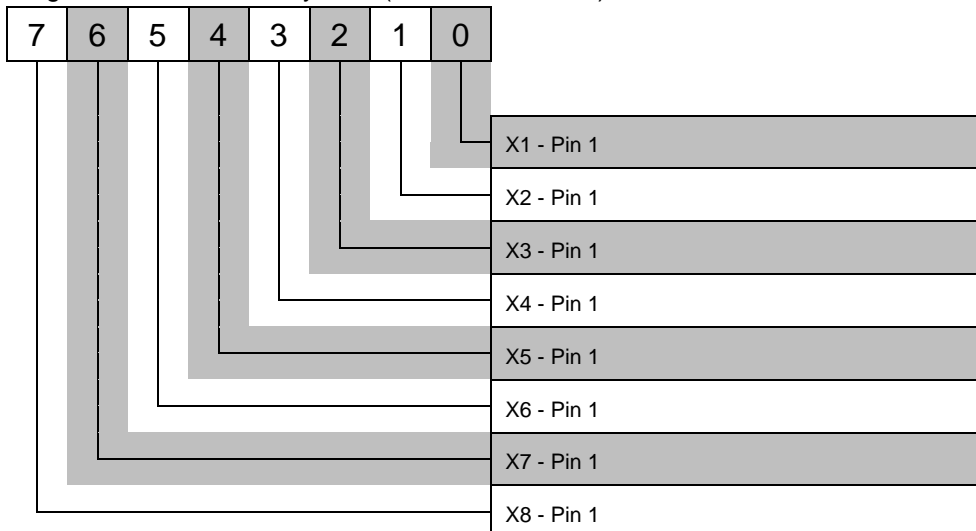 7 6 5 4 3 2 1 0
X1 - Pin 1
X2 - Pin 1
X3 - Pin 1
X4 - Pin 1
X5 - Pin 1
X6 - Pin 1
X7 - Pin 1
X8 - Pin 1